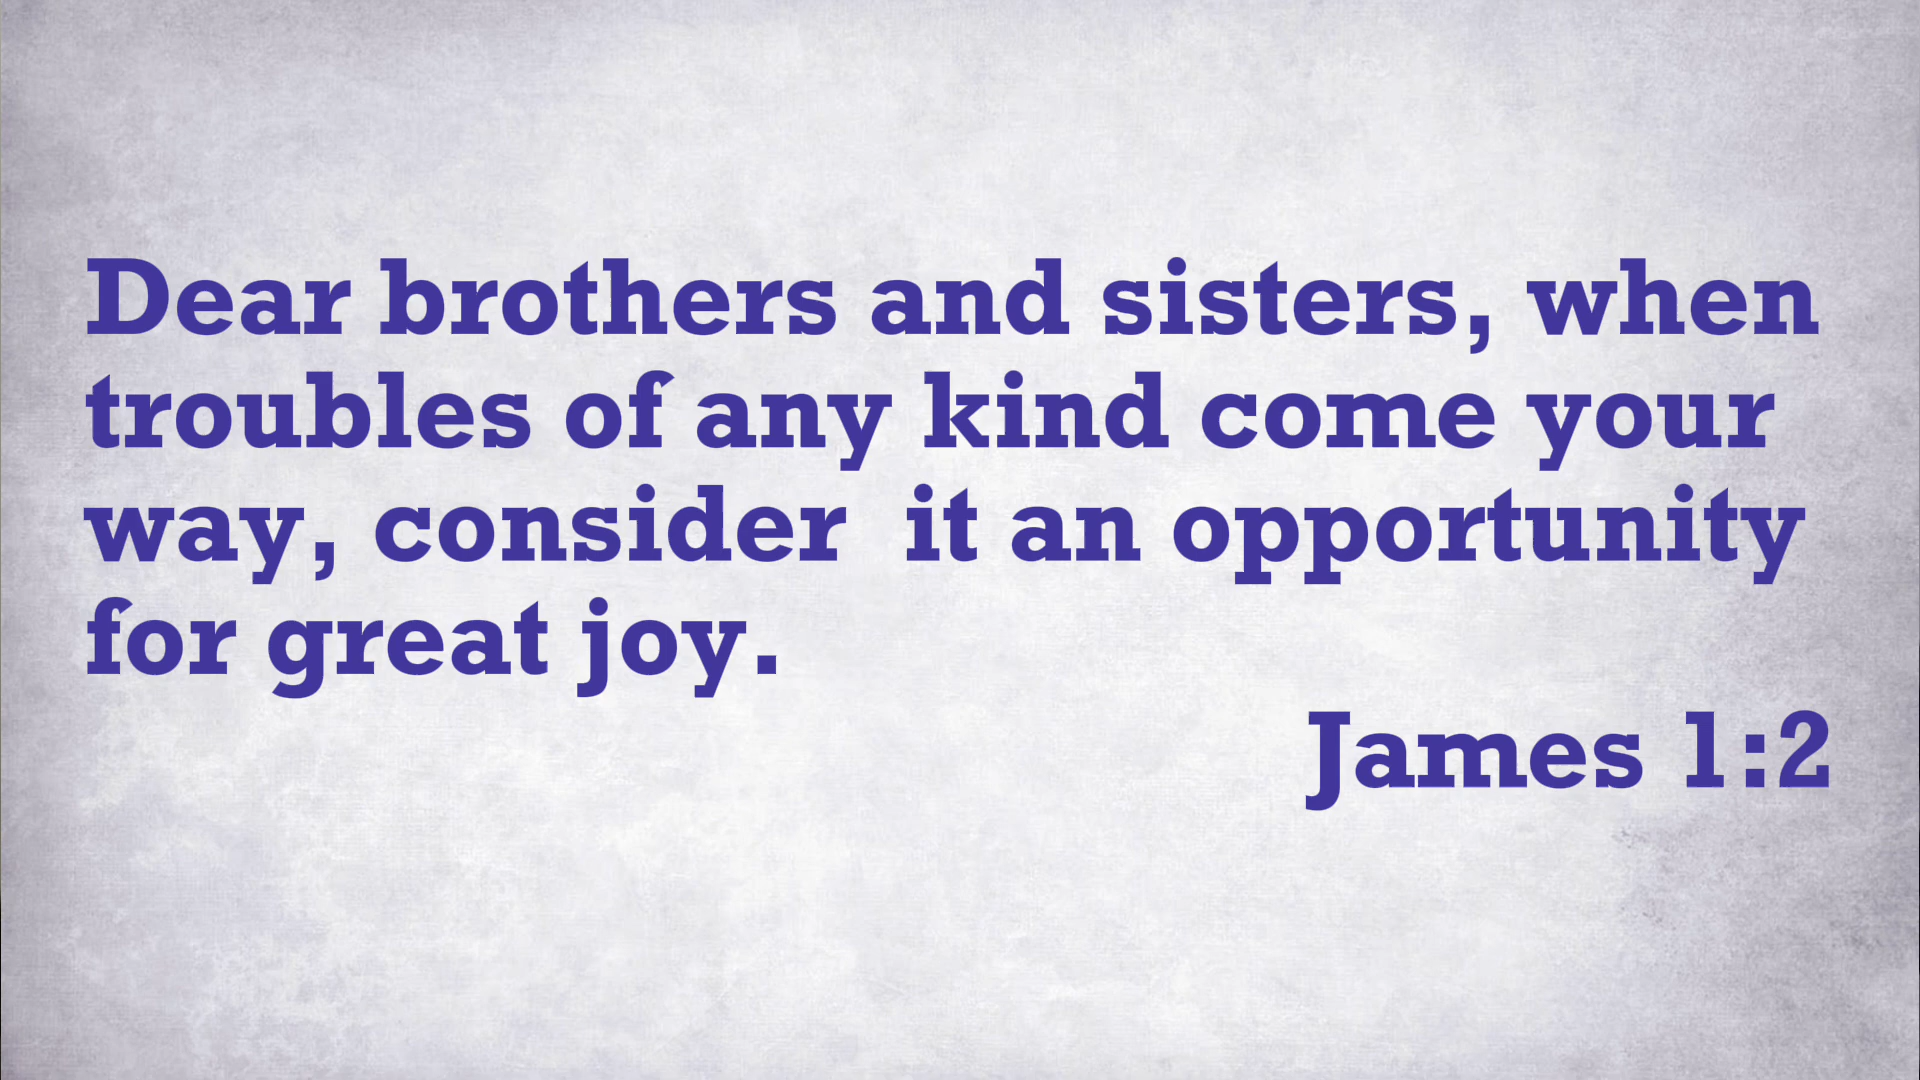 Dear brothers and sisters, when
troubles of any kind come your
way, consider  it an opportunity
for great joy.
James 1:2